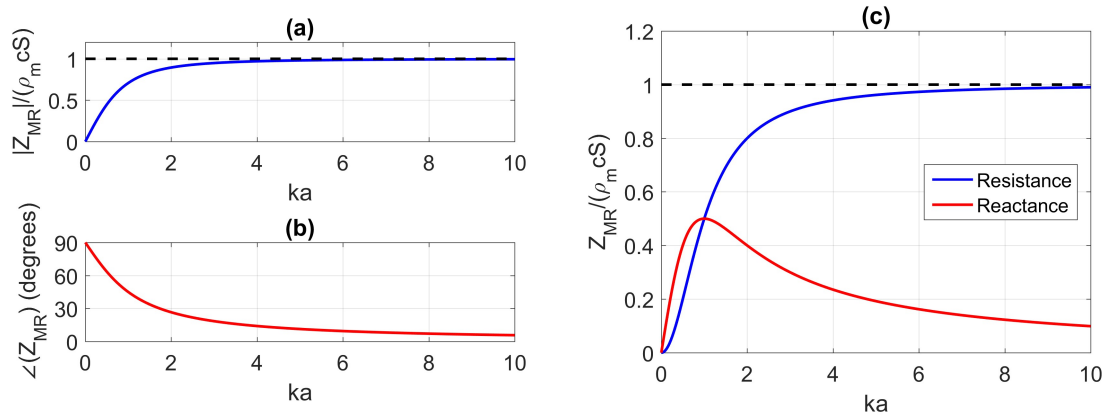 (a)
|Z_MR|/(ρ_m cS)
1
0.5
0
0 2 4 6 8 10
ka
(b)
∠(Z_MR) (degrees)
90
60
30
0
0 2 4 6 8 10
ka
(c)
Z_MR/(ρ_m cS)
1.2
1
0.8
0.6
0.4
0.2
0
0 2 4 6 8 10
ka
Resistance
Reactance